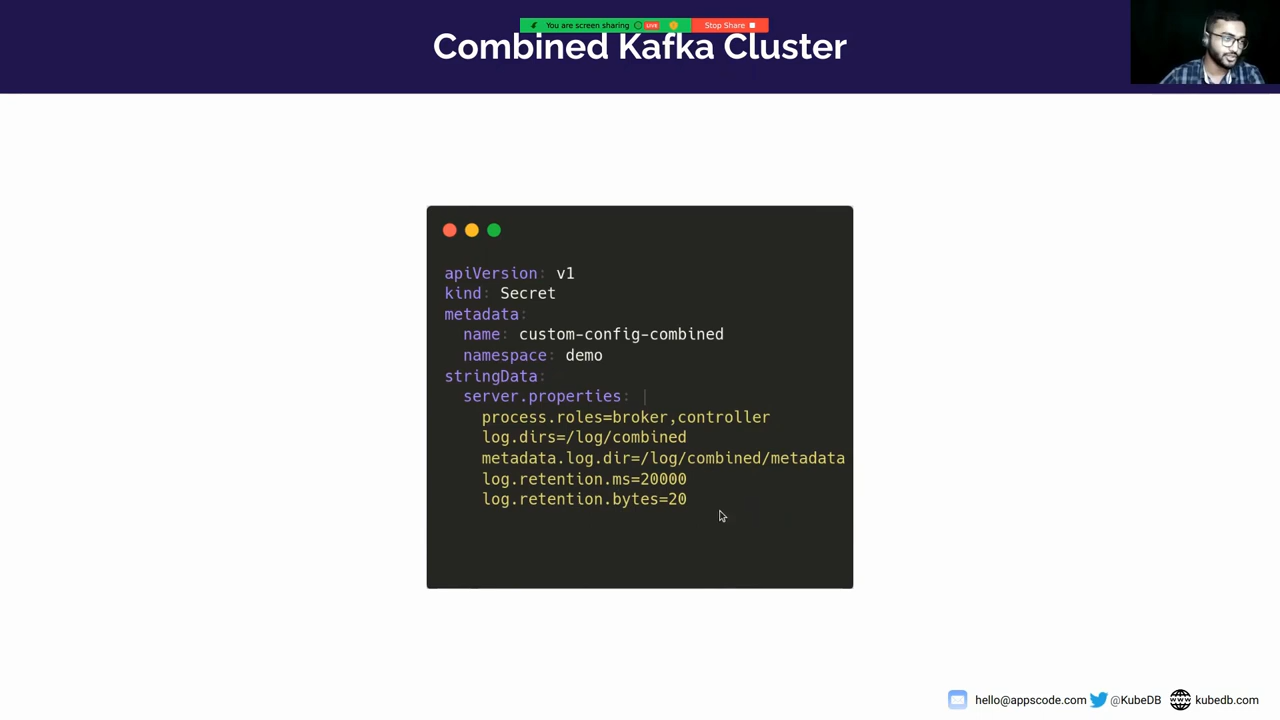 You are screen sharing LIVE Stop Share
Combined Kafka Cluster
apiVersion: v1
kind: Secret
metadata:
  name: custom-config-combined
  namespace: demo
stringData:
  server.properties: |
    process.roles=broker,controller
    log.dirs=/log/combined
    metadata.log.dir=/log/combined/metadata
    log.retention.ms=20000
    log.retention.bytes=20
hello@appscode.com @KubeDB kubedb.com